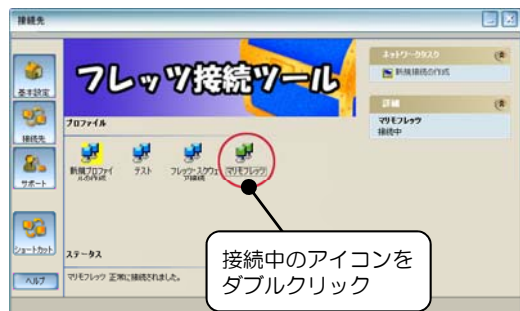 接続先
基本設定
接続先
サポート
ショートカット
ヘルプ
フレッツ接続ツール
プロファイル
新規プロファイルの作成
テスト
フレッツ・スクウェア接続
マリモフレッツ
ステータス
マリモフレッツ 正常に接続されました。
ネットワークタスク
新規接続の作成
詳細
マリモフレッツ
接続中
接続中のアイコンを
ダブルクリック